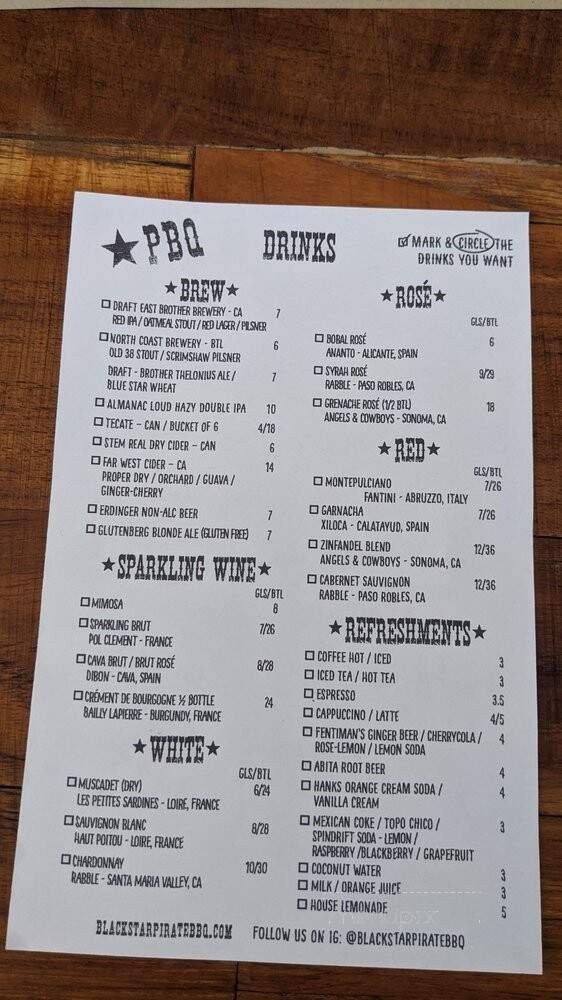 PBQ
DRINKS
MARK & CIRCLE THE
DRINKS YOU WANT
BREW
DRAFT EAST BROTHER BREWERY - CA 7
RED IPA / OATMEAL STOUT / RED LAGER / PILSNER
NORTH COAST BREWERY - BTL 6
OLD 38 STOUT / SCRIMSHAW PILSNER
DRAFT - BROTHER THELONIUS ALE / 7
BLUE STAR WHEAT
ALMANAC LOUD HAZY DOUBLE IPA 10
TECATE - CAN / BUCKET OF 6 4/18
STEM REAL DRY CIDER - CAN 6
FAR WEST CIDER - CA 14
PROPER DRY / ORCHARD / GUAVA /
GINGER-CHERRY
ERDINGER NON-ALC BEER 7
GLUTENBERG BLONDE ALE (GLUTEN FREE) 7
SPARKLING WINE
GLS/BTL
MIMOSA 8
SPARKLING BRUT 7/26
POL CLEMENT - FRANCE
CAVA BRUT / BRUT ROSÉ 8/28
DIBON - CAVA, SPAIN
CRÉMENT DE BOURGOGNE ½ BOTTLE 24
BAILLY LAPIERRE - BURGUNDY, FRANCE
WHITE
GLS/BTL
MUSCADET (DRY) 6/24
LES PETITES SARDINES - LOIRE, FRANCE
SAUVIGNON BLANC 8/28
HAUT POITOU - LOIRE, FRANCE
CHARDONNAY 10/30
RABBLE - SANTA MARIA VALLEY, CA
ROSÉ
GLS/BTL
BOBAL ROSÉ 6
ANANTO - ALICANTE, SPAIN
SYRAH ROSÉ 9/29
RABBLE - PASO ROBLES, CA
GRENACHE ROSÉ (1/2 BTL) 18
ANGELS & COWBOYS - SONOMA, CA
RED
GLS/BTL
MONTEPULCIANO 7/26
FANTINI - ABRUZZO, ITALY
GARNACHA 7/26
XILOCA - CALATAYUD, SPAIN
ZINFANDEL BLEND 12/36
ANGELS & COWBOYS - SONOMA, CA
CABERNET SAUVIGNON 12/36
RABBLE - PASO ROBLES, CA
REFRESHMENTS
COFFEE HOT / ICED 3
ICED TEA / HOT TEA 3
ESPRESSO 3.5
CAPPUCCINO / LATTE 4/5
FENTIMAN'S GINGER BEER / CHERRYCOLA / 4
ROSE-LEMON / LEMON SODA
ABITA ROOT BEER 4
HANKS ORANGE CREAM SODA / 4
VANILLA CREAM
MEXICAN COKE / TOPO CHICO / 3
SPINDRIFT SODA - LEMON /
RASPBERRY /BLACKBERRY / GRAPEFRUIT
COCONUT WATER 3
MILK / ORANGE JUICE 3
HOUSE LEMONADE 5
BLACKSTARPIRATEBBQ.COM
FOLLOW US ON IG: @BLACKSTARPIRATEBBQ